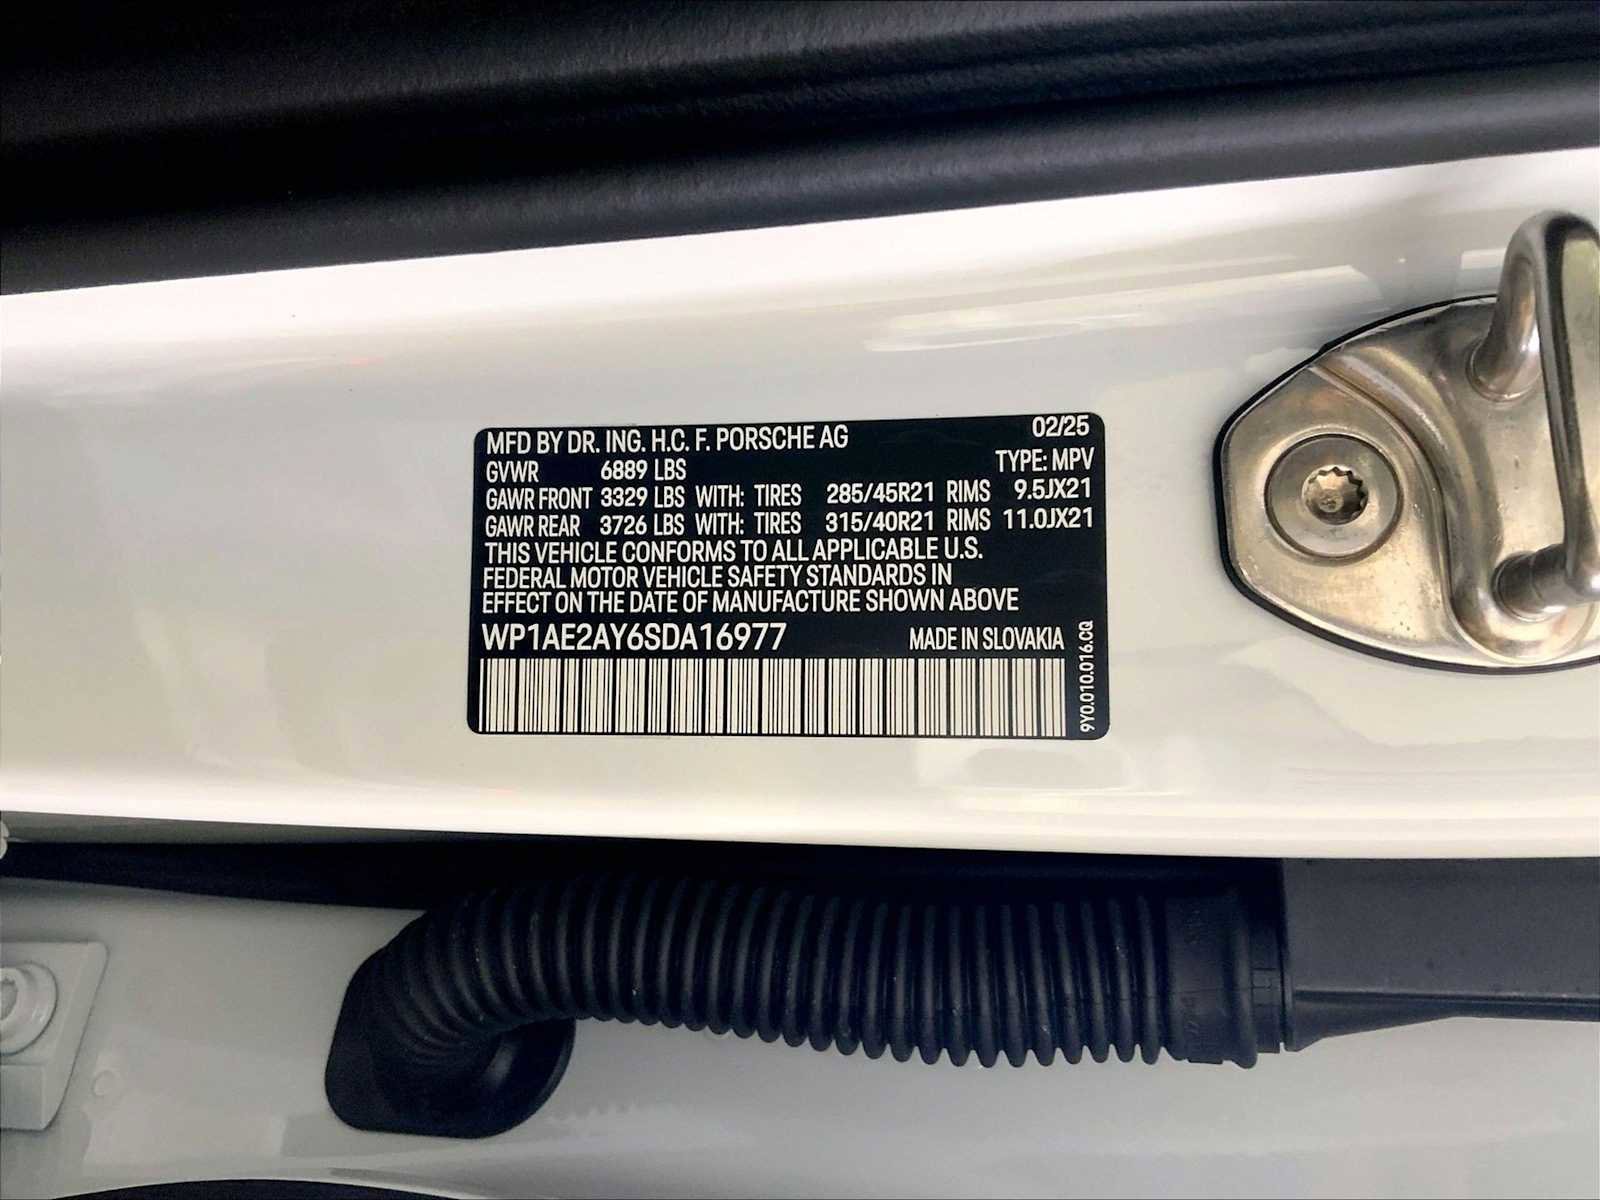 MFD BY DR. ING. H.C. F. PORSCHE AG 02/25
GVWR 6889 LBS TYPE: MPV
GAWR FRONT 3329 LBS WITH: TIRES 285/45R21 RIMS 9.5JX21
GAWR REAR 3726 LBS WITH: TIRES 315/40R21 RIMS 11.0JX21
THIS VEHICLE CONFORMS TO ALL APPLICABLE U.S.
FEDERAL MOTOR VEHICLE SAFETY STANDARDS IN
EFFECT ON THE DATE OF MANUFACTURE SHOWN ABOVE
WP1AE2AY6SDA16977 MADE IN SLOVAKIA
9Y0.010.016.CQ